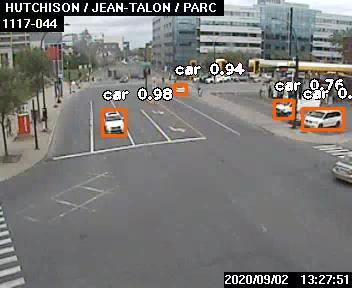 HUTCHISON / JEAN-TALON / PARC
1117-044
car 0.94
car 0.98
car 0.76
car 0.
2020/09/02 13:27:51